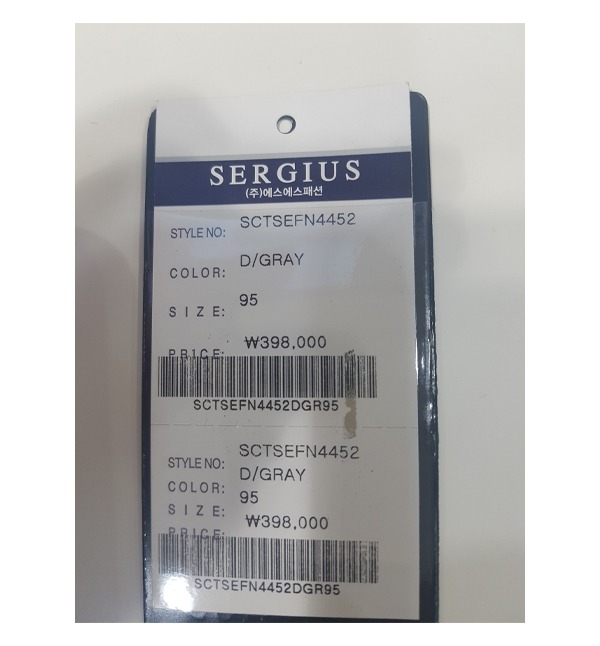 SERGIUS
(주)에스에스패션
STYLE NO: SCTSEFN4452
COLOR: D/GRAY
SIZE: 95
PRICE: ₩398,000
SCTSEFN4452DGR95
STYLE NO: SCTSEFN4452
COLOR: D/GRAY
SIZE: 95
PRICE: ₩398,000
SCTSEFN4452DGR95